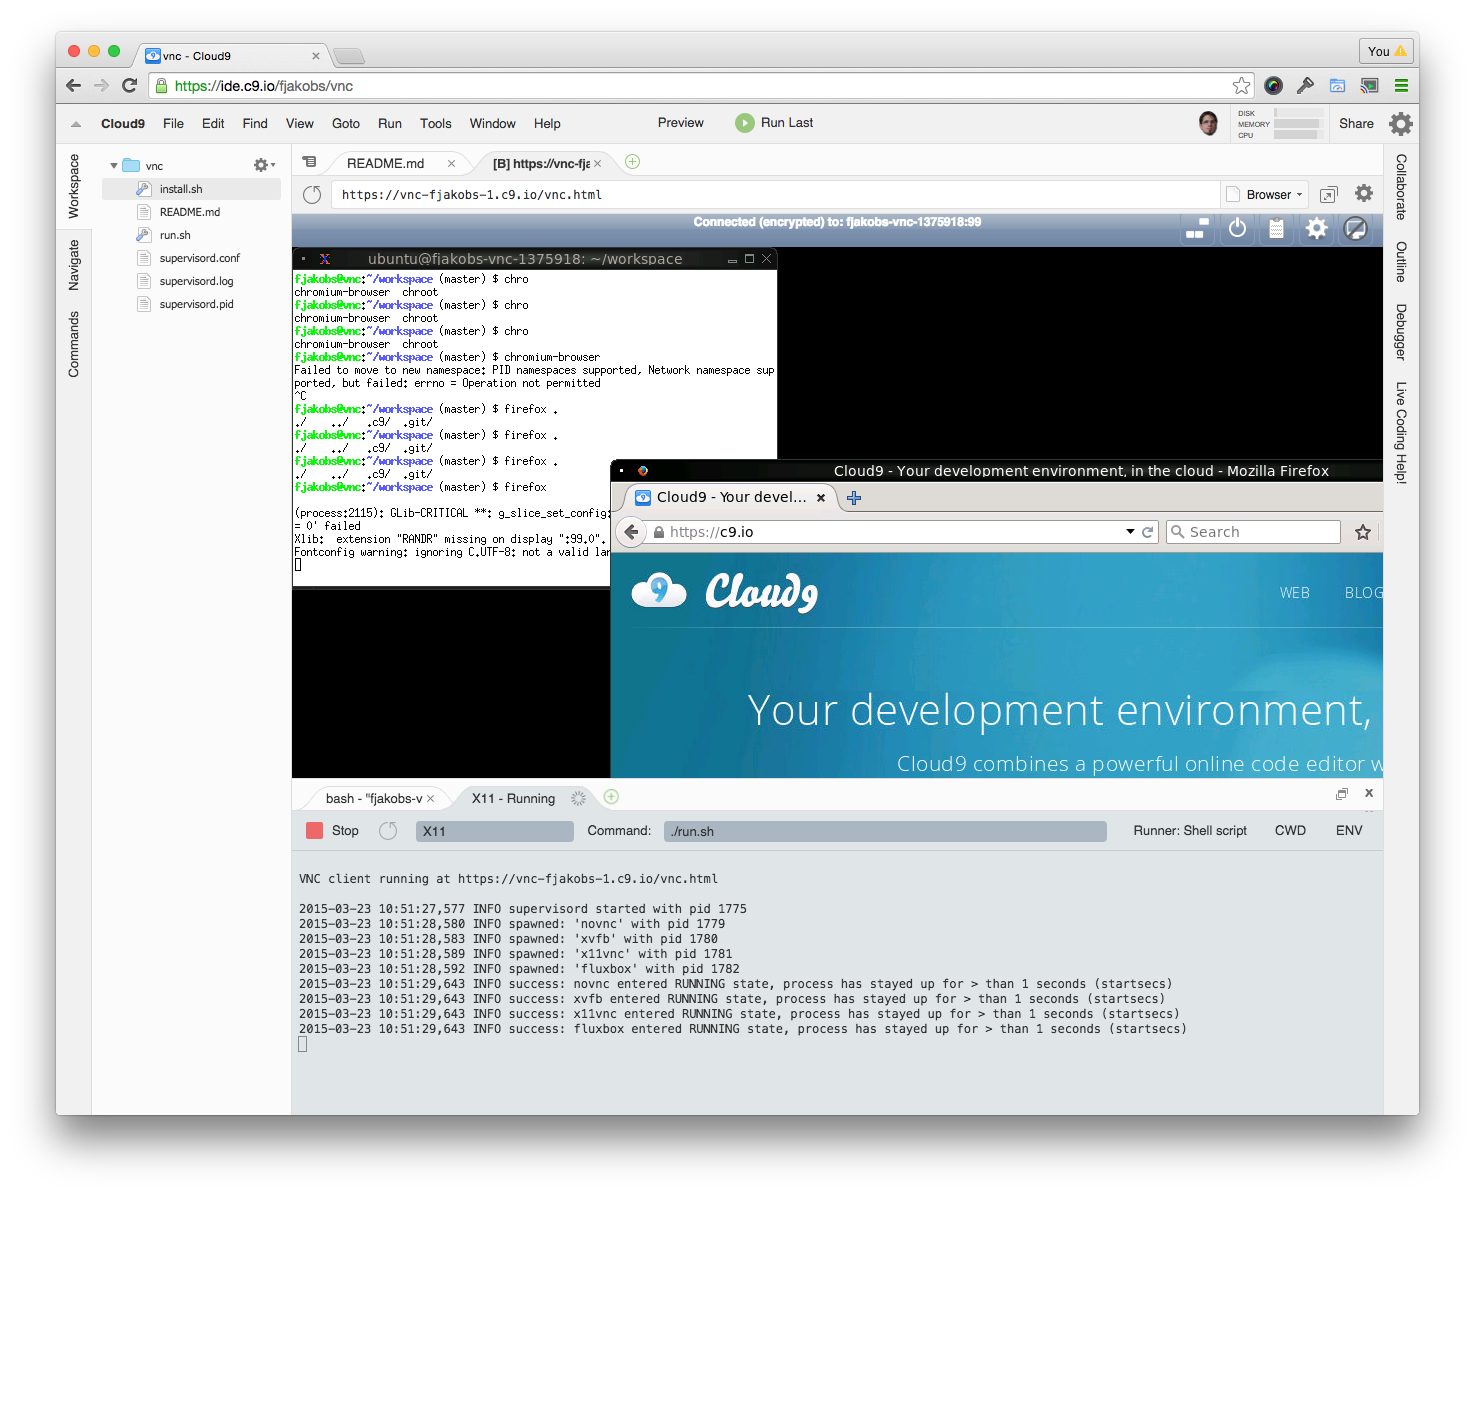 vnc - Cloud9
You
https://ide.c9.io/fjakobs/vnc
Cloud9 File Edit Find View Goto Run Tools Window Help Preview Run Last
DISK
MEMORY
CPU
Share
Workspace
Navigate
Commands
vnc
install.sh
README.md
run.sh
supervisord.conf
supervisord.log
supervisord.pid
README.md
[B] https://vnc-fja
https://vnc-fjakobs-1.c9.io/vnc.html
Browser
Connected (encrypted) to: fjakobs-vnc-1375918:99
ubuntu@fjakobs-vnc-1375918: ~/workspace
fjakobs@vnc:~/workspace (master) $ chro
chromium-browser chroot
fjakobs@vnc:~/workspace (master) $ chro
chromium-browser chroot
fjakobs@vnc:~/workspace (master) $ chro
chromium-browser chroot
fjakobs@vnc:~/workspace (master) $ chromium-browser
Failed to move to new namespace: PID namespaces supported, Network namespace sup
ported, but failed: errno = Operation not permitted
^C
fjakobs@vnc:~/workspace (master) $ firefox .
./ ../ .c9/ .git/
fjakobs@vnc:~/workspace (master) $ firefox .
./ ../ .c9/ .git/
fjakobs@vnc:~/workspace (master) $ firefox .
./ ../ .c9/ .git/
fjakobs@vnc:~/workspace (master) $ firefox
(process:2115): GLib-CRITICAL **: g_slice_set_config:
= 0' failed
Xlib: extension "RANDR" missing on display ":99.0".
Fontconfig warning: ignoring C.UTF-8: not a valid lan
Cloud9 - Your development environment, in the cloud - Mozilla Firefox
Cloud9 - Your devel...
https://c9.io
Search
9 Cloud9
WEB BLOG
Your development environment,
Cloud9 combines a powerful online code editor w
Collaborate
Outline
Debugger
Live Coding Help!
bash - "fjakobs-v
X11 - Running
Stop
X11
Command:
./run.sh
Runner: Shell script
CWD
ENV
VNC client running at https://vnc-fjakobs-1.c9.io/vnc.html
2015-03-23 10:51:27,577 INFO supervisord started with pid 1775
2015-03-23 10:51:28,580 INFO spawned: 'novnc' with pid 1779
2015-03-23 10:51:28,583 INFO spawned: 'xvfb' with pid 1780
2015-03-23 10:51:28,589 INFO spawned: 'x11vnc' with pid 1781
2015-03-23 10:51:28,592 INFO spawned: 'fluxbox' with pid 1782
2015-03-23 10:51:29,643 INFO success: novnc entered RUNNING state, process has stayed up for > than 1 seconds (startsecs)
2015-03-23 10:51:29,643 INFO success: xvfb entered RUNNING state, process has stayed up for > than 1 seconds (startsecs)
2015-03-23 10:51:29,643 INFO success: x11vnc entered RUNNING state, process has stayed up for > than 1 seconds (startsecs)
2015-03-23 10:51:29,643 INFO success: fluxbox entered RUNNING state, process has stayed up for > than 1 seconds (startsecs)